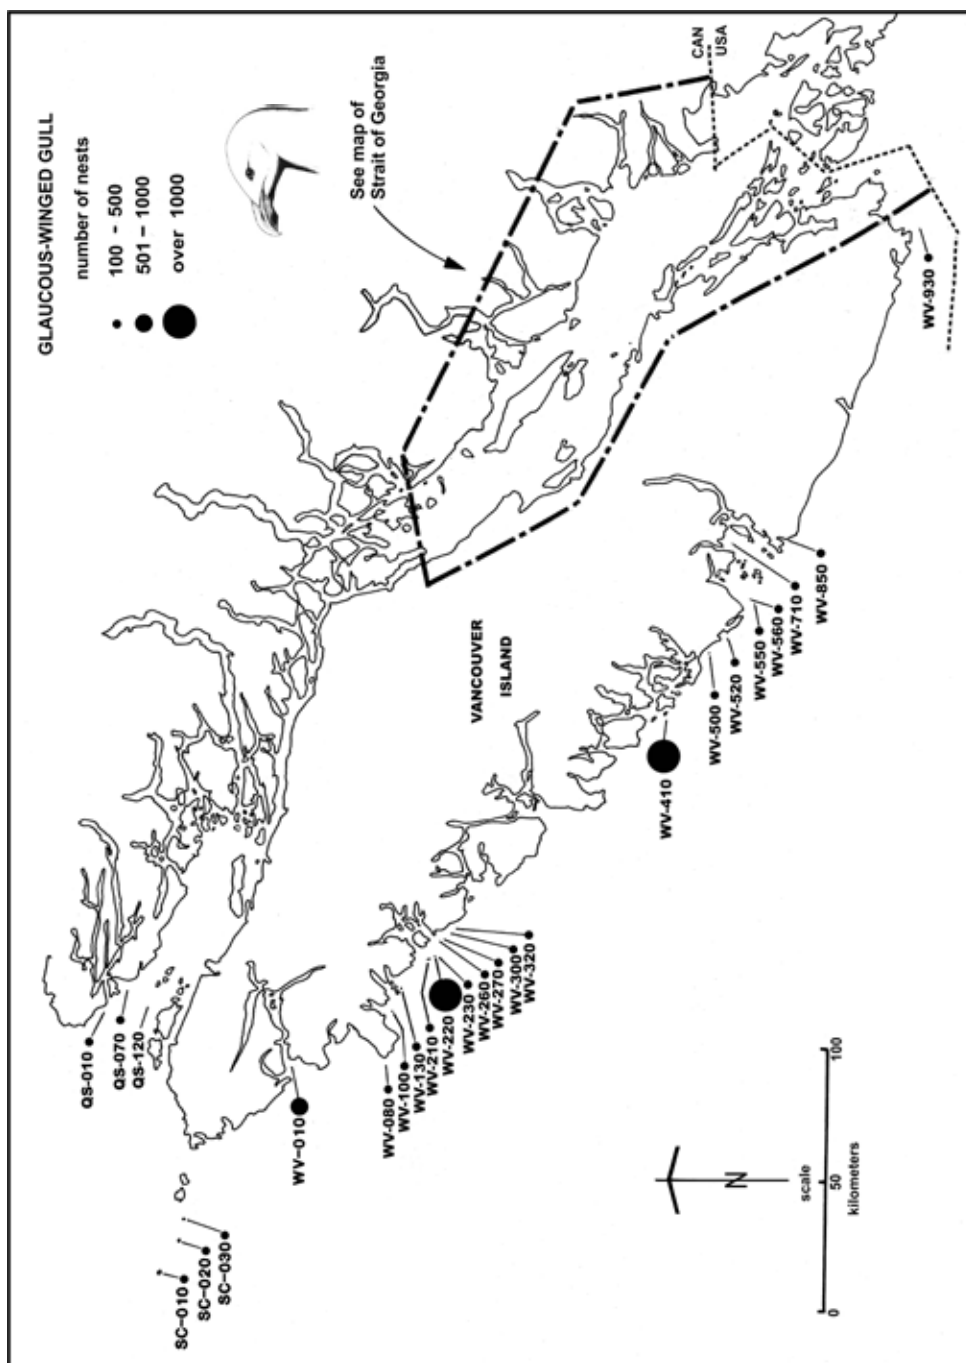 GLAUCOUS-WINGED GULL
number of nests
100 - 500
501 – 1000
over 1000
See map of
Strait of Georgia
CAN
USA
VANCOUVER
ISLAND
QS-010
QS-070
QS-120
SC-010
SC-020
SC-030
WV-010
WV-080
WV-100
WV-130
WV-210
WV-220
WV-230
WV-260
WV-270
WV-300
WV-320
WV-410
WV-500
WV-520
WV-550
WV-560
WV-710
WV-850
WV-930
N
scale
0 50 100
kilometers